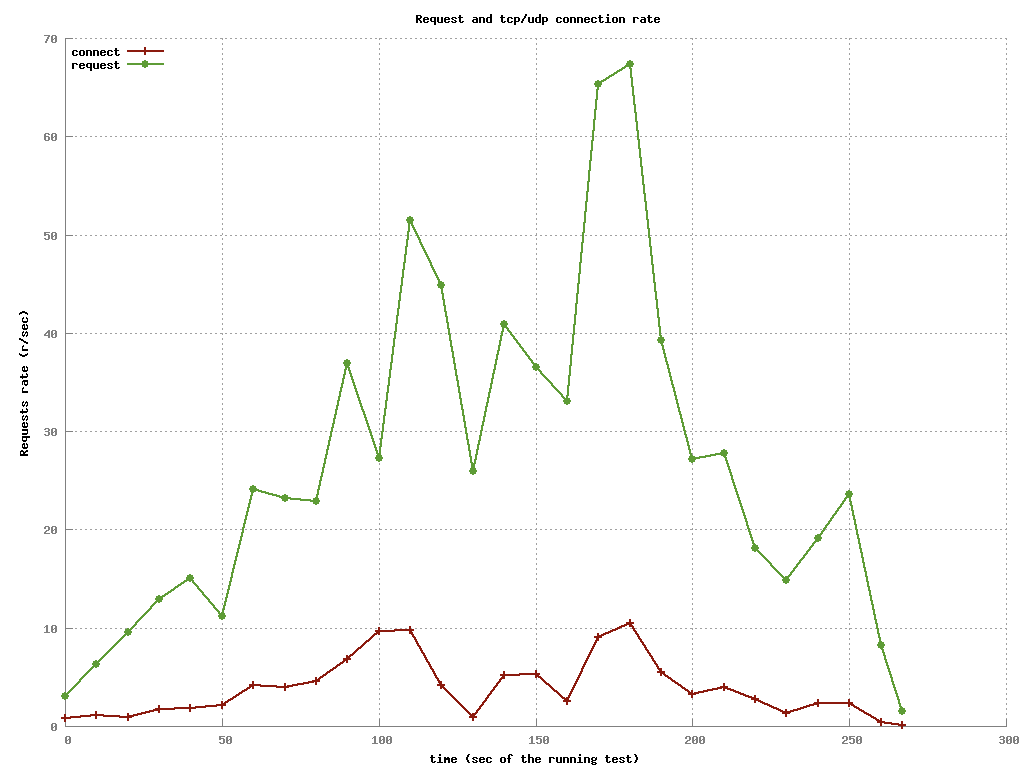 Request and tcp/udp connection rate
connect
request
70
60
50
40
30
20
10
0
Requests rate (r/sec)
0 50 100 150 200 250 300
time (sec of the running test)